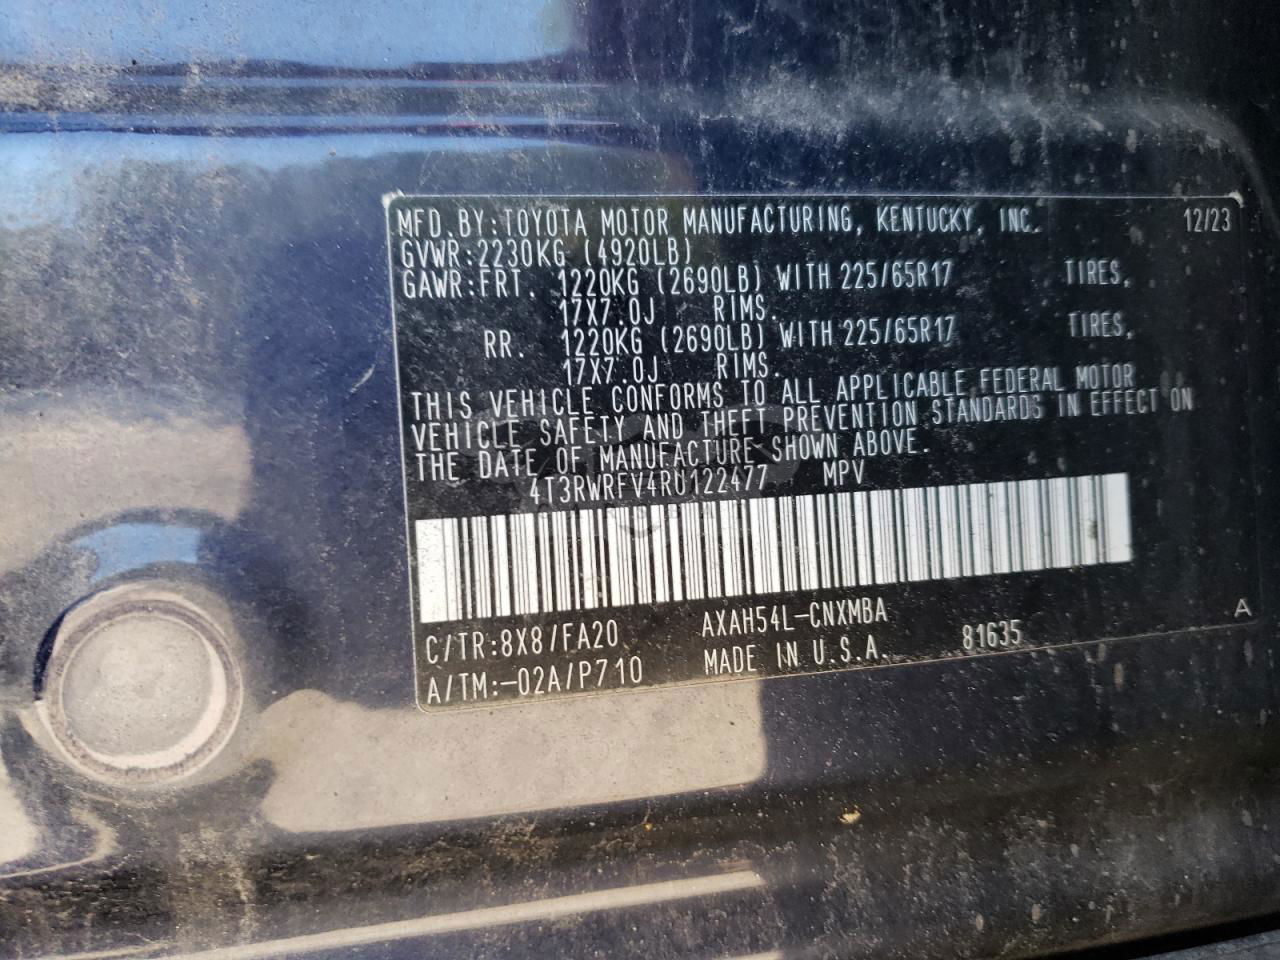 MFD.BY:TOYOTA MOTOR MANUFACTURING, KENTUCKY, INC. 12/23
GVWR:2230KG (4920LB)
GAWR:FRT. 1220KG (2690LB) WITH 225/65R17 TIRES,
17X7.0J RIMS.
RR. 1220KG (2690LB) WITH 225/65R17 TIRES,
17X7.0J RIMS.
THIS VEHICLE CONFORMS TO ALL APPLICABLE FEDERAL MOTOR
VEHICLE SAFETY AND THEFT PREVENTION STANDARDS IN EFFECT ON
THE DATE OF MANUFACTURE SHOWN ABOVE.
4T3RWRFV4RU122477 MPV
C/TR:8X8/FA20 AXAH54L-CNXMBA A
A/TM:-02A/P710 MADE IN U.S.A. 81635